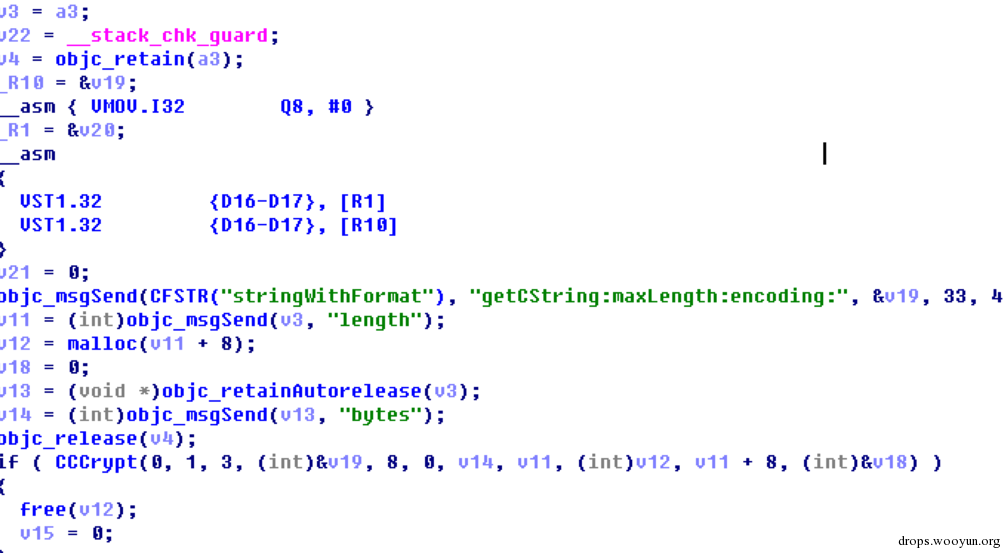 v3 = a3;
v22 = __stack_chk_guard;
v4 = objc_retain(a3);
_R10 = &v19;
__asm { VMOV.I32 Q8, #0 }
_R1 = &v20;
__asm
{
VST1.32 {D16-D17}, [R1]
VST1.32 {D16-D17}, [R10]
}
v21 = 0;
objc_msgSend(CFSTR("stringWithFormat"), "getCString:maxLength:encoding:", &v19, 33, 4
v11 = (int)objc_msgSend(v3, "length");
v12 = malloc(v11 + 8);
v18 = 0;
v13 = (void *)objc_retainAutorelease(v3);
v14 = (int)objc_msgSend(v13, "bytes");
objc_release(v4);
if ( CCCrypt(0, 1, 3, (int)&v19, 8, 0, v14, v11, (int)v12, v11 + 8, (int)&v18) )
{
free(v12);
v15 = 0;
drops.wooyun.org